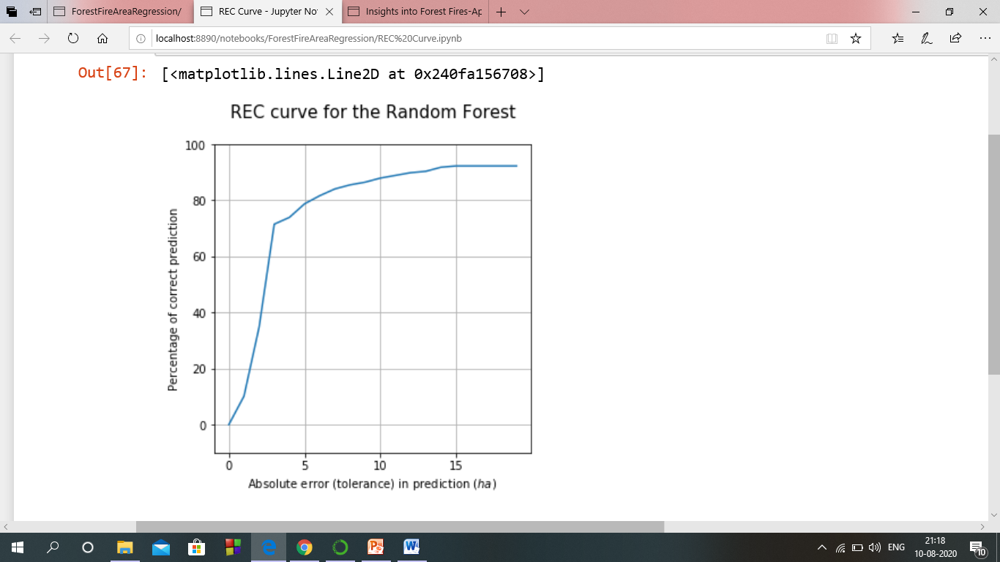 ForestFireAreaRegression/
REC Curve - Jupyter No
Insights into Forest Fires-Ap
localhost:8890/notebooks/ForestFireAreaRegression/REC%20Curve.ipynb
Out[67]: [<matplotlib.lines.Line2D at 0x240fa156708>]
REC curve for the Random Forest
Percentage of correct prediction
100
80
60
40
20
0
0 5 10 15
Absolute error (tolerance) in prediction (ha)
ENG
21:18
10-08-2020
10